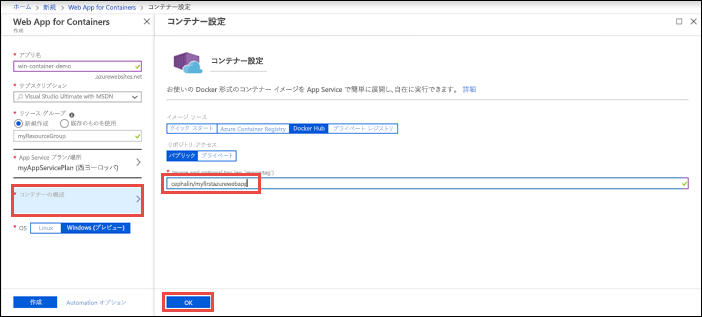 ホーム > 新規 > Web App for Containers > コンテナー設定
Web App for Containers
作成
* アプリ名
win-container-demo
.azurewebsites.net
* サブスクリプション
Visual Studio Ultimate with MSDN
* リソース グループ
新規作成 既存のものを使用
myResourceGroup
* App Service プラン/場所
myAppServicePlan (西ヨーロッパ)
* コンテナーの構成
* OS Linux Windows (プレビュー)
作成 Automation オプション
コンテナー設定
コンテナー設定
お使いの Docker 形式のコンテナー イメージを App Service で簡単に展開し、自在に実行できます。 詳細
イメージ ソース
クイック スタート Azure Container Registry Docker Hub プライベート レジストリ
リポジトリ アクセス
パブリック プライベート
cephalin/myfirstazurewebapp
OK